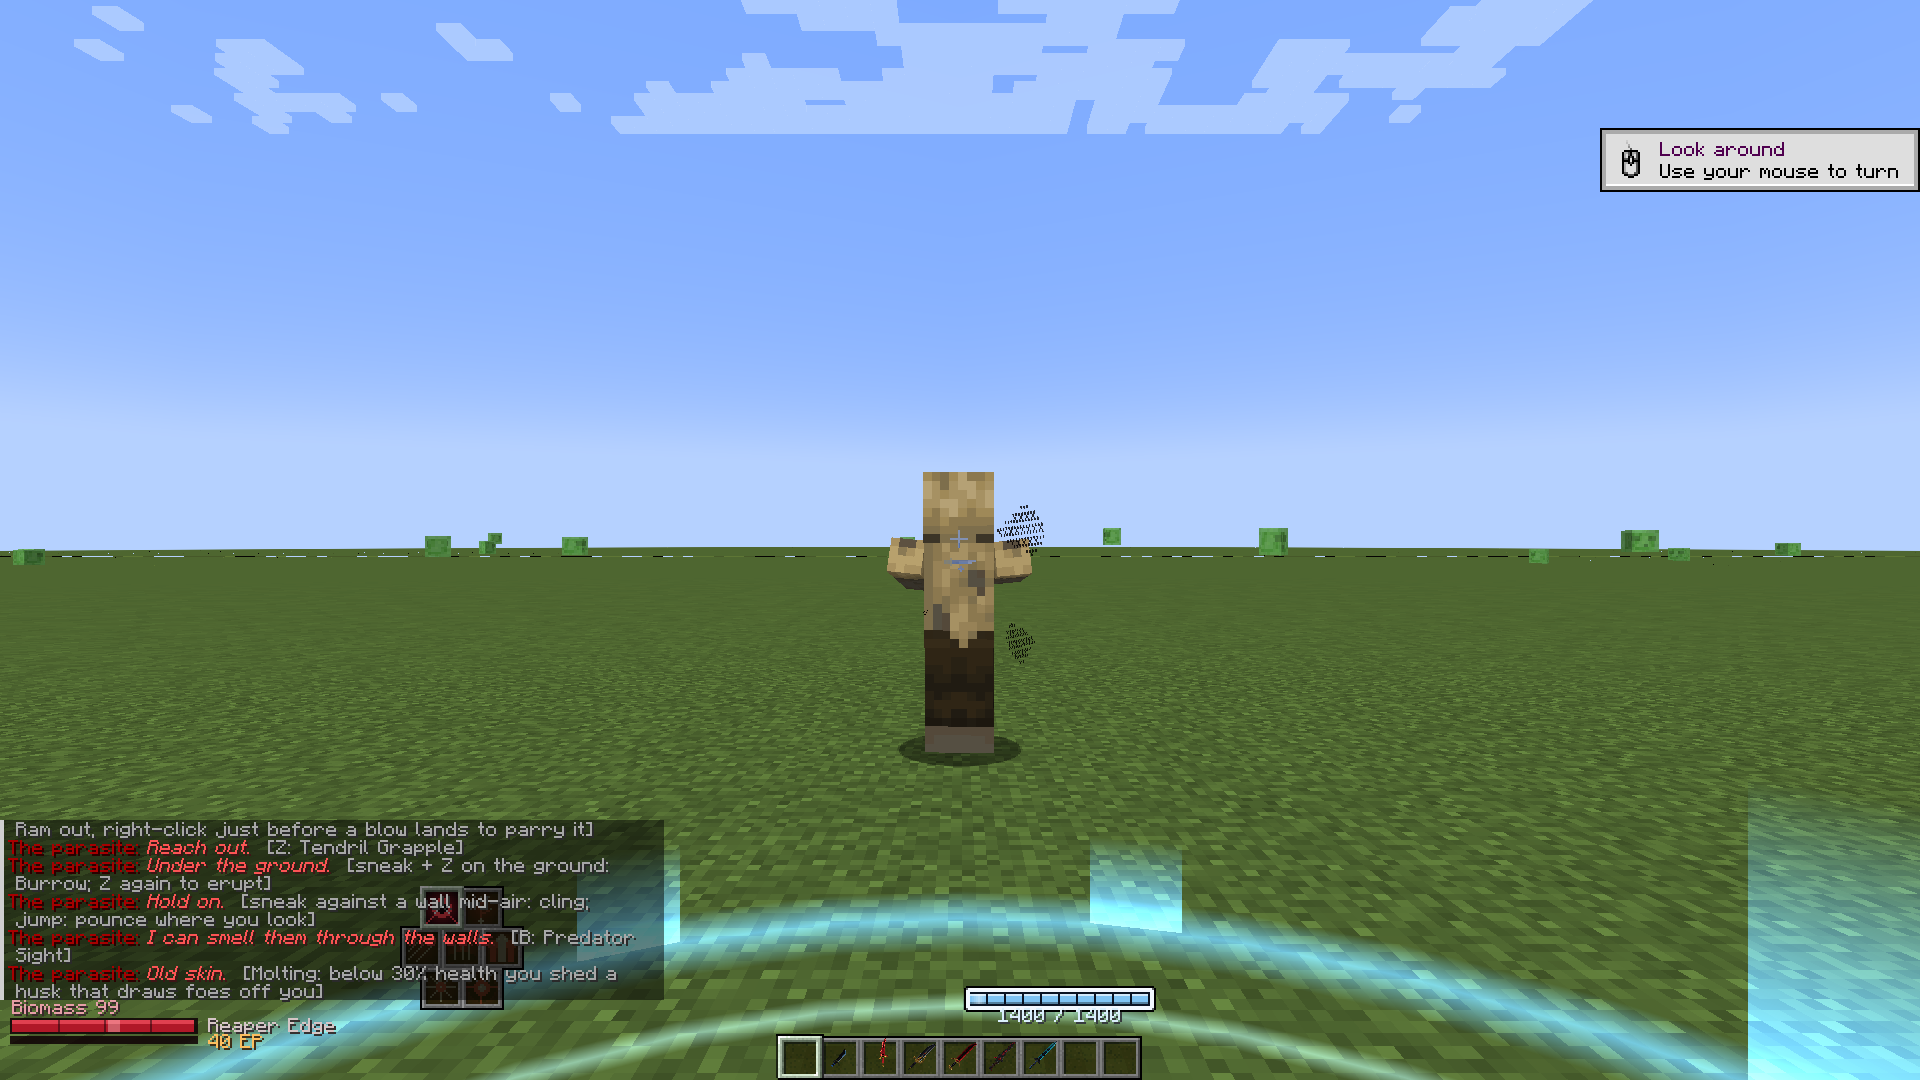 Look around
Use your mouse to turn
Ram out, right-click just before a blow lands to parry it]
The parasite: Reach out. [Z: Tendril Grapple]
The parasite: Under the ground. [sneak + Z on the ground:
Burrow; Z again to erupt]
The parasite: Hold on. [sneak against a wall mid-air: cling;
jump: pounce where you look]
The parasite: I can smell them through the walls. [B: Predator
Sight]
The parasite: Old skin. [Molting: below 30% health you shed a
husk that draws foes off you]
Biomass 99
Reaper Edge
40 EP
1400 / 1400